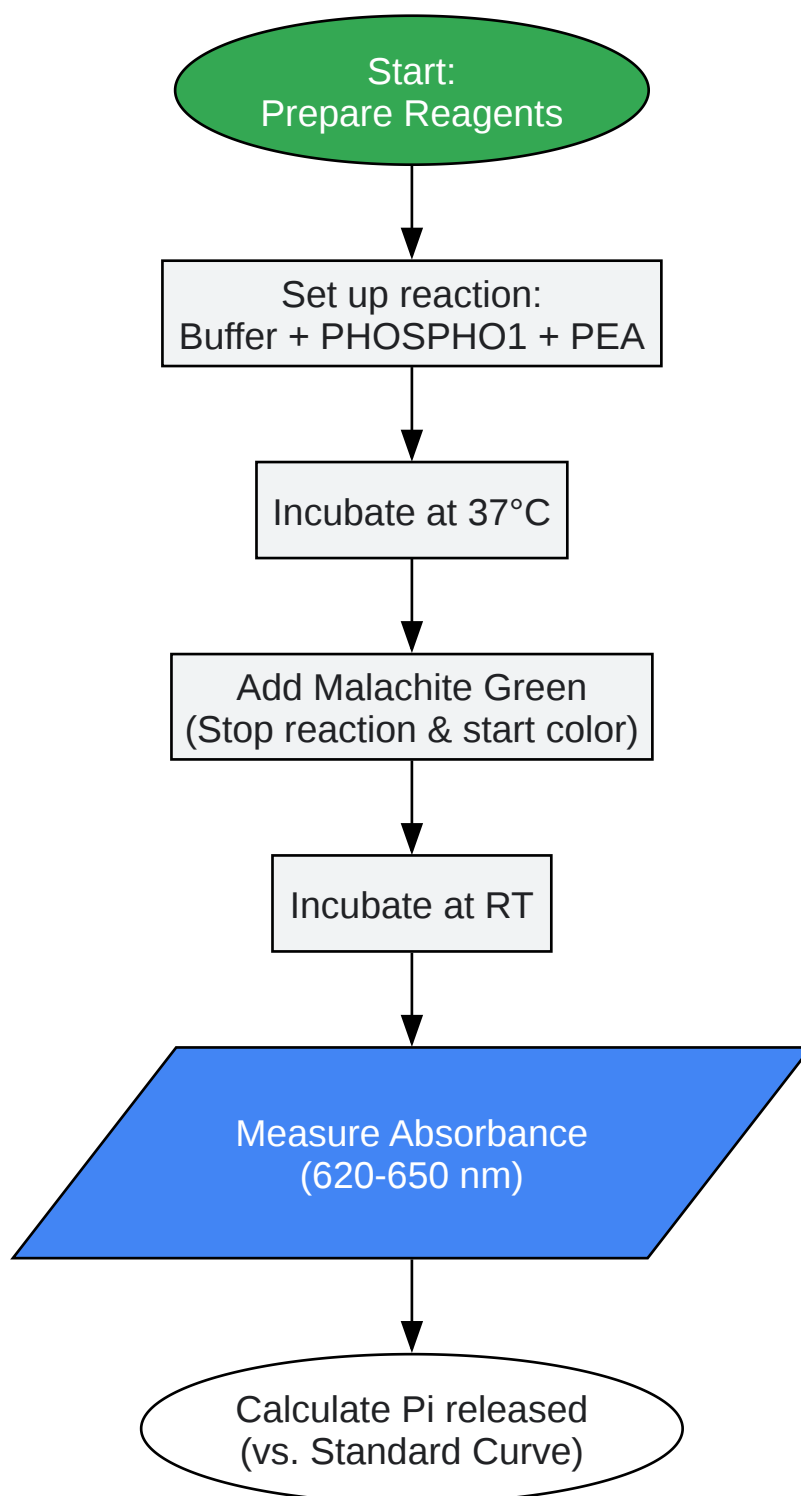 Start:
Prepare Reagents
Set up reaction:
Buffer + PHOSPHO1 + PEA
Incubate at 37°C
Add Malachite Green
(Stop reaction & start color)
Incubate at RT
Measure Absorbance
(620-650 nm)
Calculate Pi released
(vs. Standard Curve)